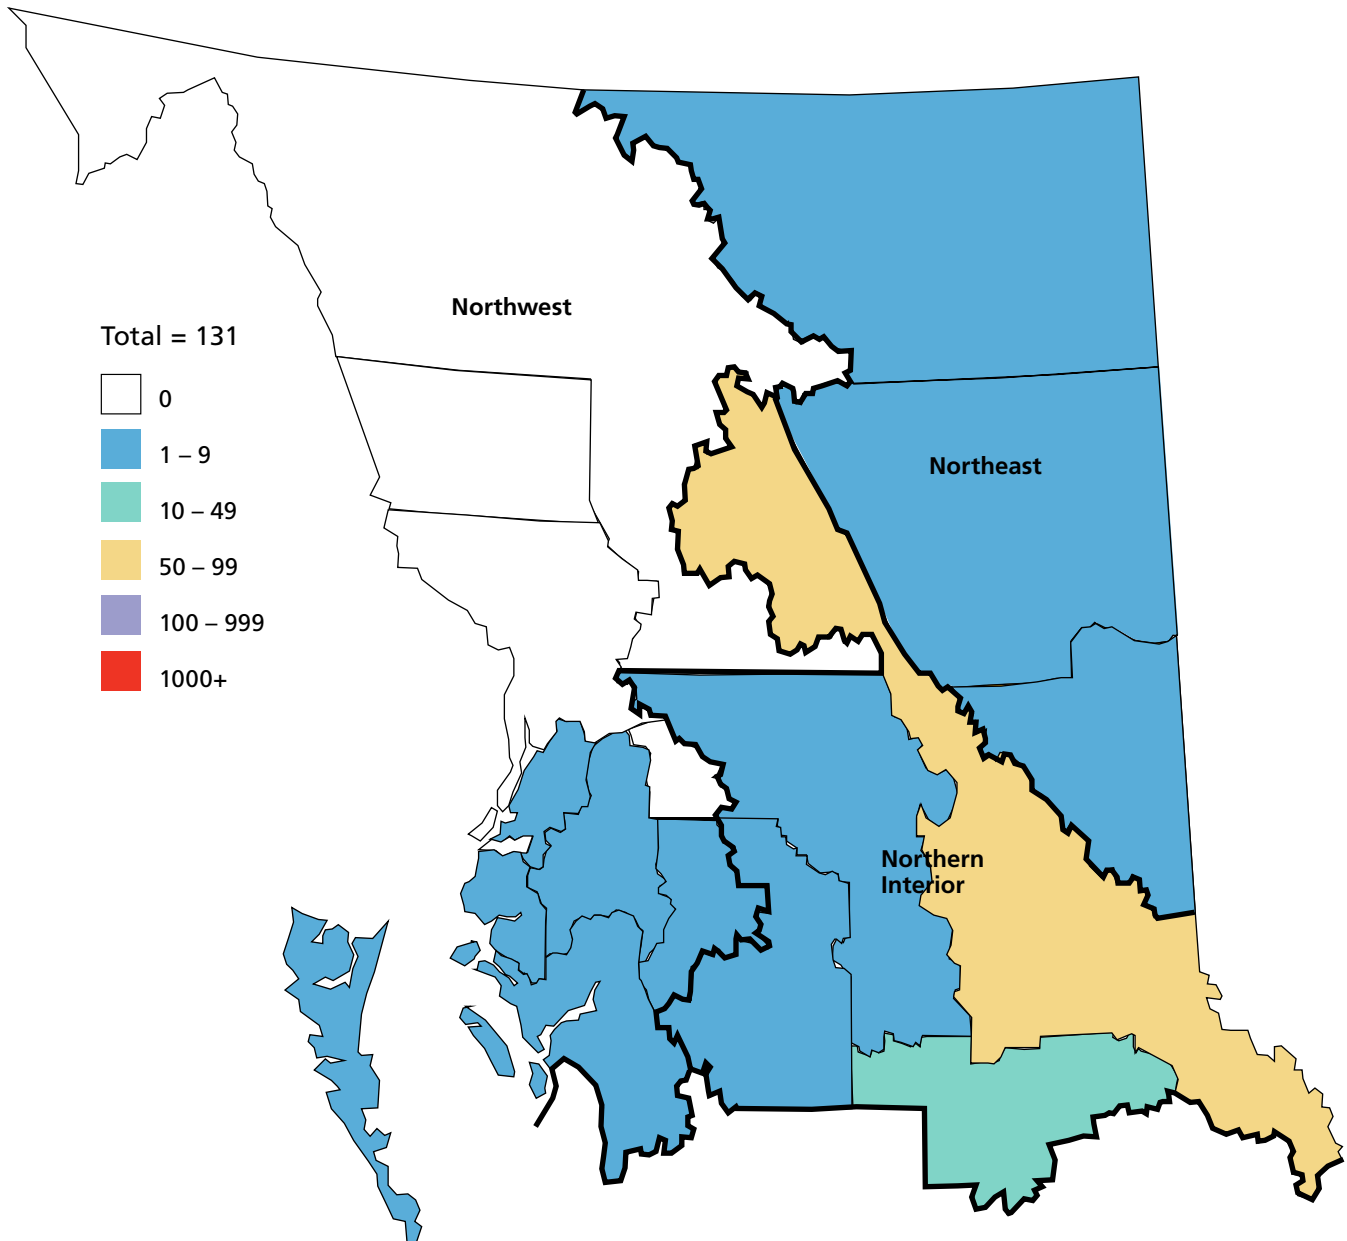 Northwest
Total = 131
0
1 – 9
10 – 49
50 – 99
100 – 999
1000+
Northeast
Northern
Interior